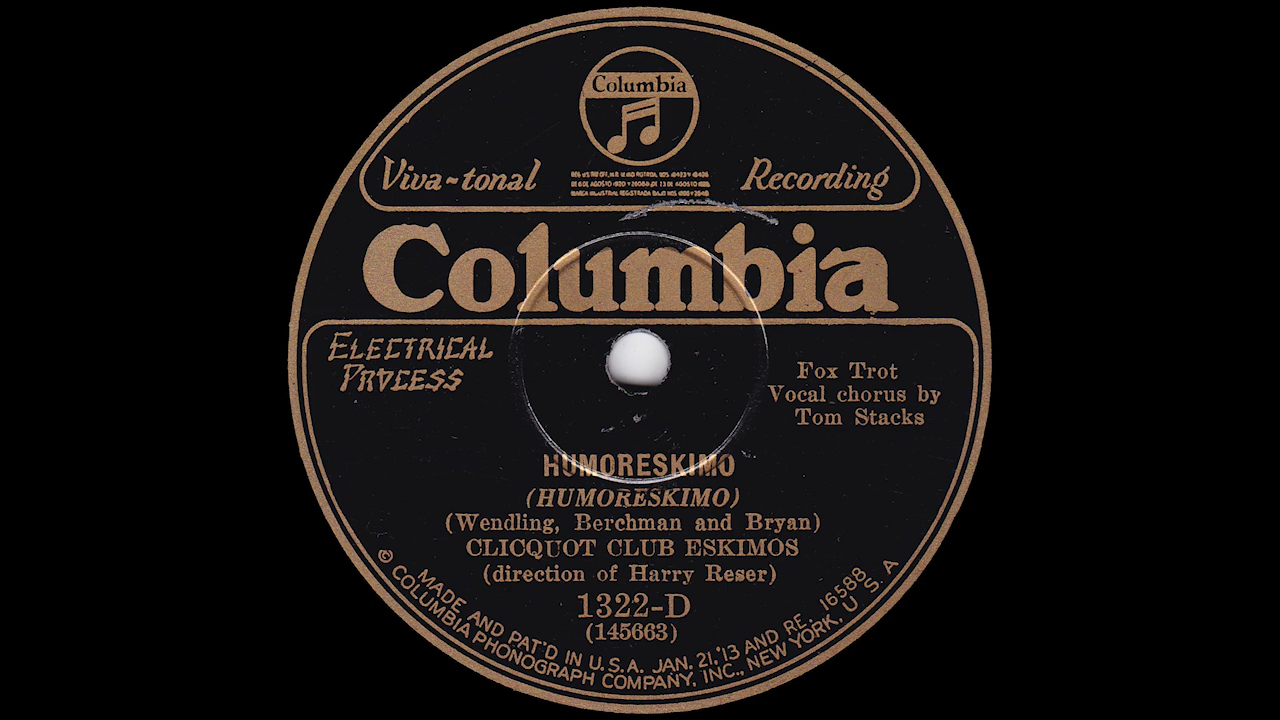 Columbia
Viva-tonal Recording
Columbia
ELECTRICAL
PROCESS
Fox Trot
Vocal chorus by
Tom Stacks
HUMORESKIMO
(HUMORESKIMO)
(Wendling, Berchman and Bryan)
CLICQUOT CLUB ESKIMOS
(direction of Harry Reser)
1322-D
(145663)
MADE AND PAT'D IN U.S.A. JAN. 21,'13 AND RE. 16588
© COLUMBIA PHONOGRAPH COMPANY, INC., NEW YORK, U S A